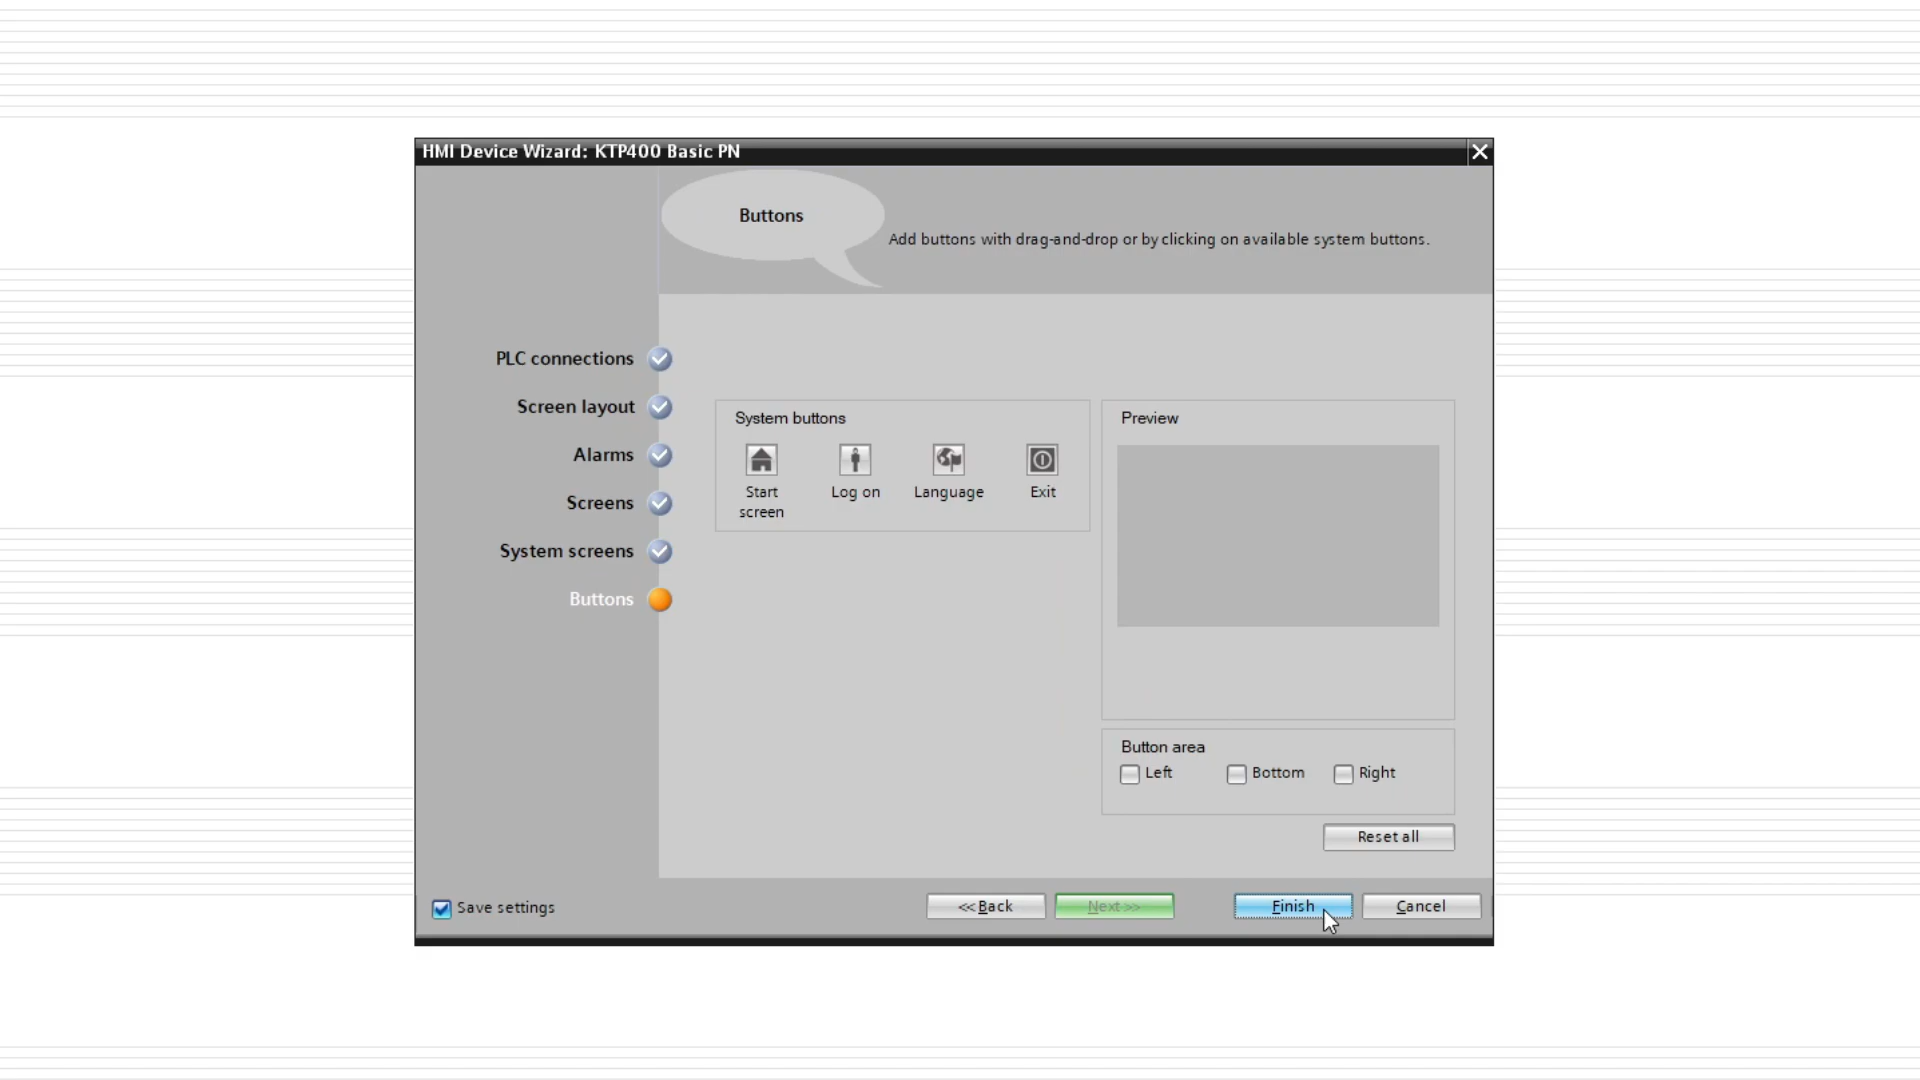 HMI Device Wizard: KTP400 Basic PN
Buttons
Add buttons with drag-and-drop or by clicking on available system buttons.
PLC connections
Screen layout
Alarms
Screens
System screens
Buttons
System buttons
Start
screen
Log on
Language
Exit
Preview
Button area
Left
Bottom
Right
Reset all
Save settings
<<Back
Next>>
Finish
Cancel